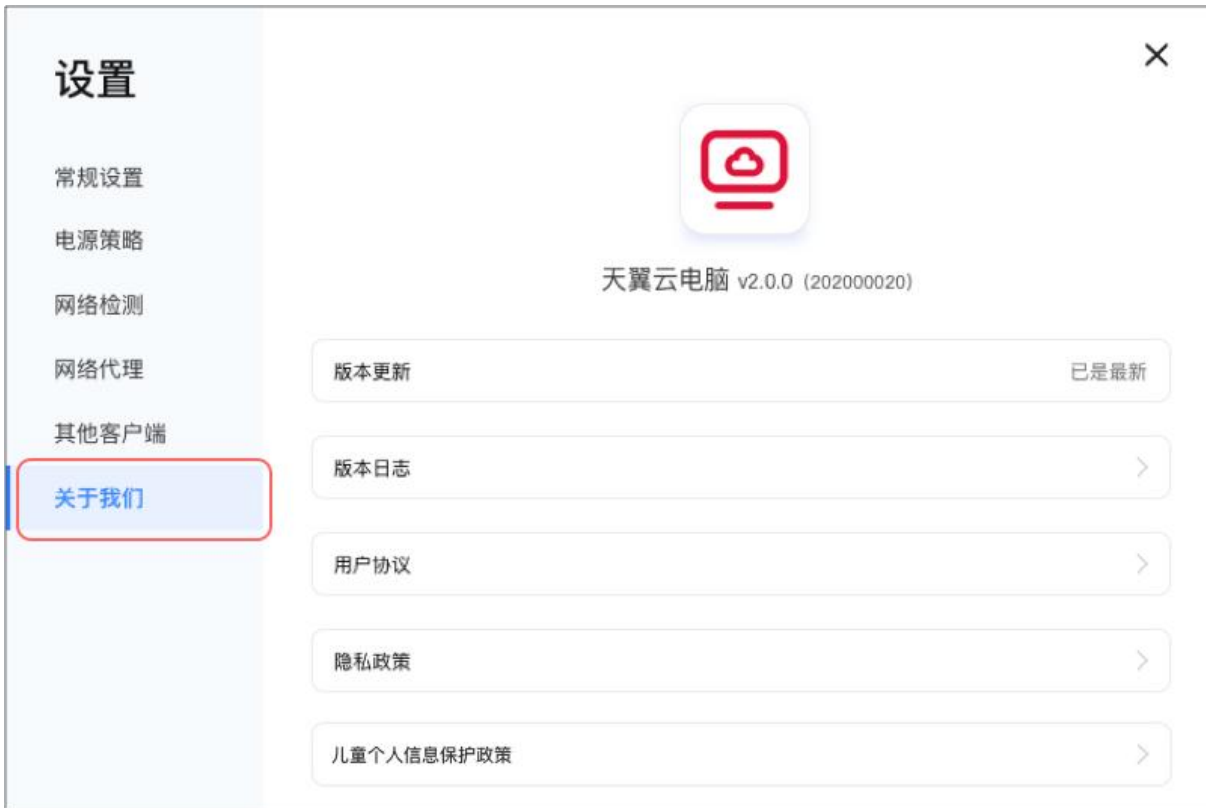 设置
常规设置
电源策略
网络检测
网络代理
其他客户端
关于我们
天翼云电脑 v2.0.0 (202000020)
版本更新 已是最新
版本日志
用户协议
隐私政策
儿童个人信息保护政策